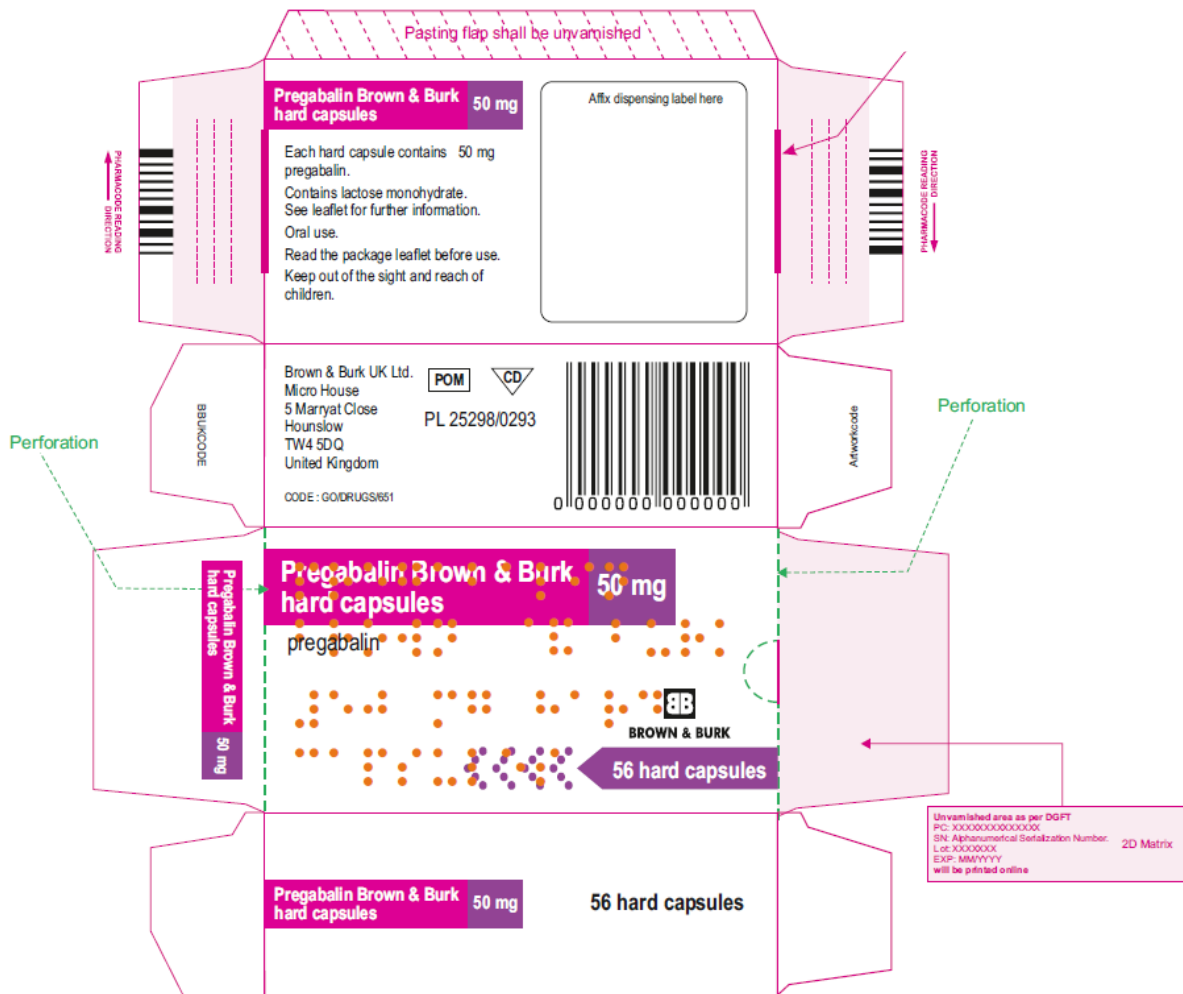 Pasting flap shall be unvarnished
Pregabalin Brown & Burk
hard capsules
50 mg
Affix dispensing label here
Each hard capsule contains 50 mg
pregabalin.
Contains lactose monohydrate.
See leaflet for further information.
Oral use.
Read the package leaflet before use.
Keep out of the sight and reach of
children.
PHARMACODE READING
DIRECTION
PHARMACODE READING
DIRECTION
Brown & Burk UK Ltd.
Micro House
5 Marryat Close
Hounslow
TW4 5DQ
United Kingdom
CODE : GO/DRUGS/651
POM
CD
PL 25298/0293
0 000000 000000
BBUKCODE
Artworkcode
Perforation
Perforation
Pregabalin Brown & Burk
hard capsules
50 mg
Pregabalin Brown & Burk
hard capsules
50 mg
pregabalin
BB
BROWN & BURK
56 hard capsules
Unvarnished area as per DGFT
PC: XXXXXXXXXXXXXX
SN: Alphanumerical Serialization Number.
Lot: XXXXXXX
EXP: MM/YYYY
will be printed online
2D Matrix
Pregabalin Brown & Burk
hard capsules
50 mg
56 hard capsules